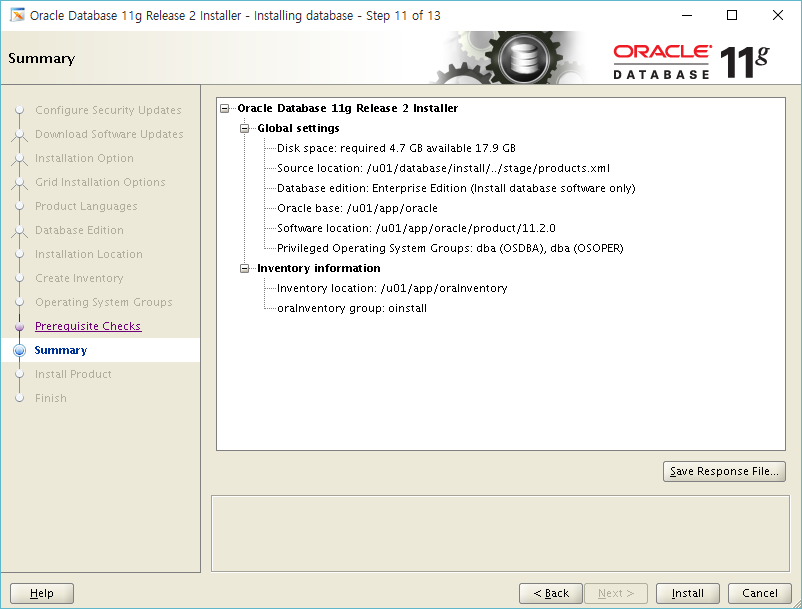 Oracle Database 11g Release 2 Installer - Installing database - Step 11 of 13
Summary
ORACLE
DATABASE
11g
Configure Security Updates
Download Software Updates
Installation Option
Grid Installation Options
Product Languages
Database Edition
Installation Location
Create Inventory
Operating System Groups
Prerequisite Checks
Summary
Install Product
Finish
Oracle Database 11g Release 2 Installer
Global settings
Disk space: required 4.7 GB available 17.9 GB
Source location: /u01/database/install/../stage/products.xml
Database edition: Enterprise Edition (Install database software only)
Oracle base: /u01/app/oracle
Software location: /u01/app/oracle/product/11.2.0
Privileged Operating System Groups: dba (OSDBA), dba (OSOPER)
Inventory information
Inventory location: /u01/app/oraInventory
oraInventory group: oinstall
Save Response File...
Help
< Back
Next >
Install
Cancel